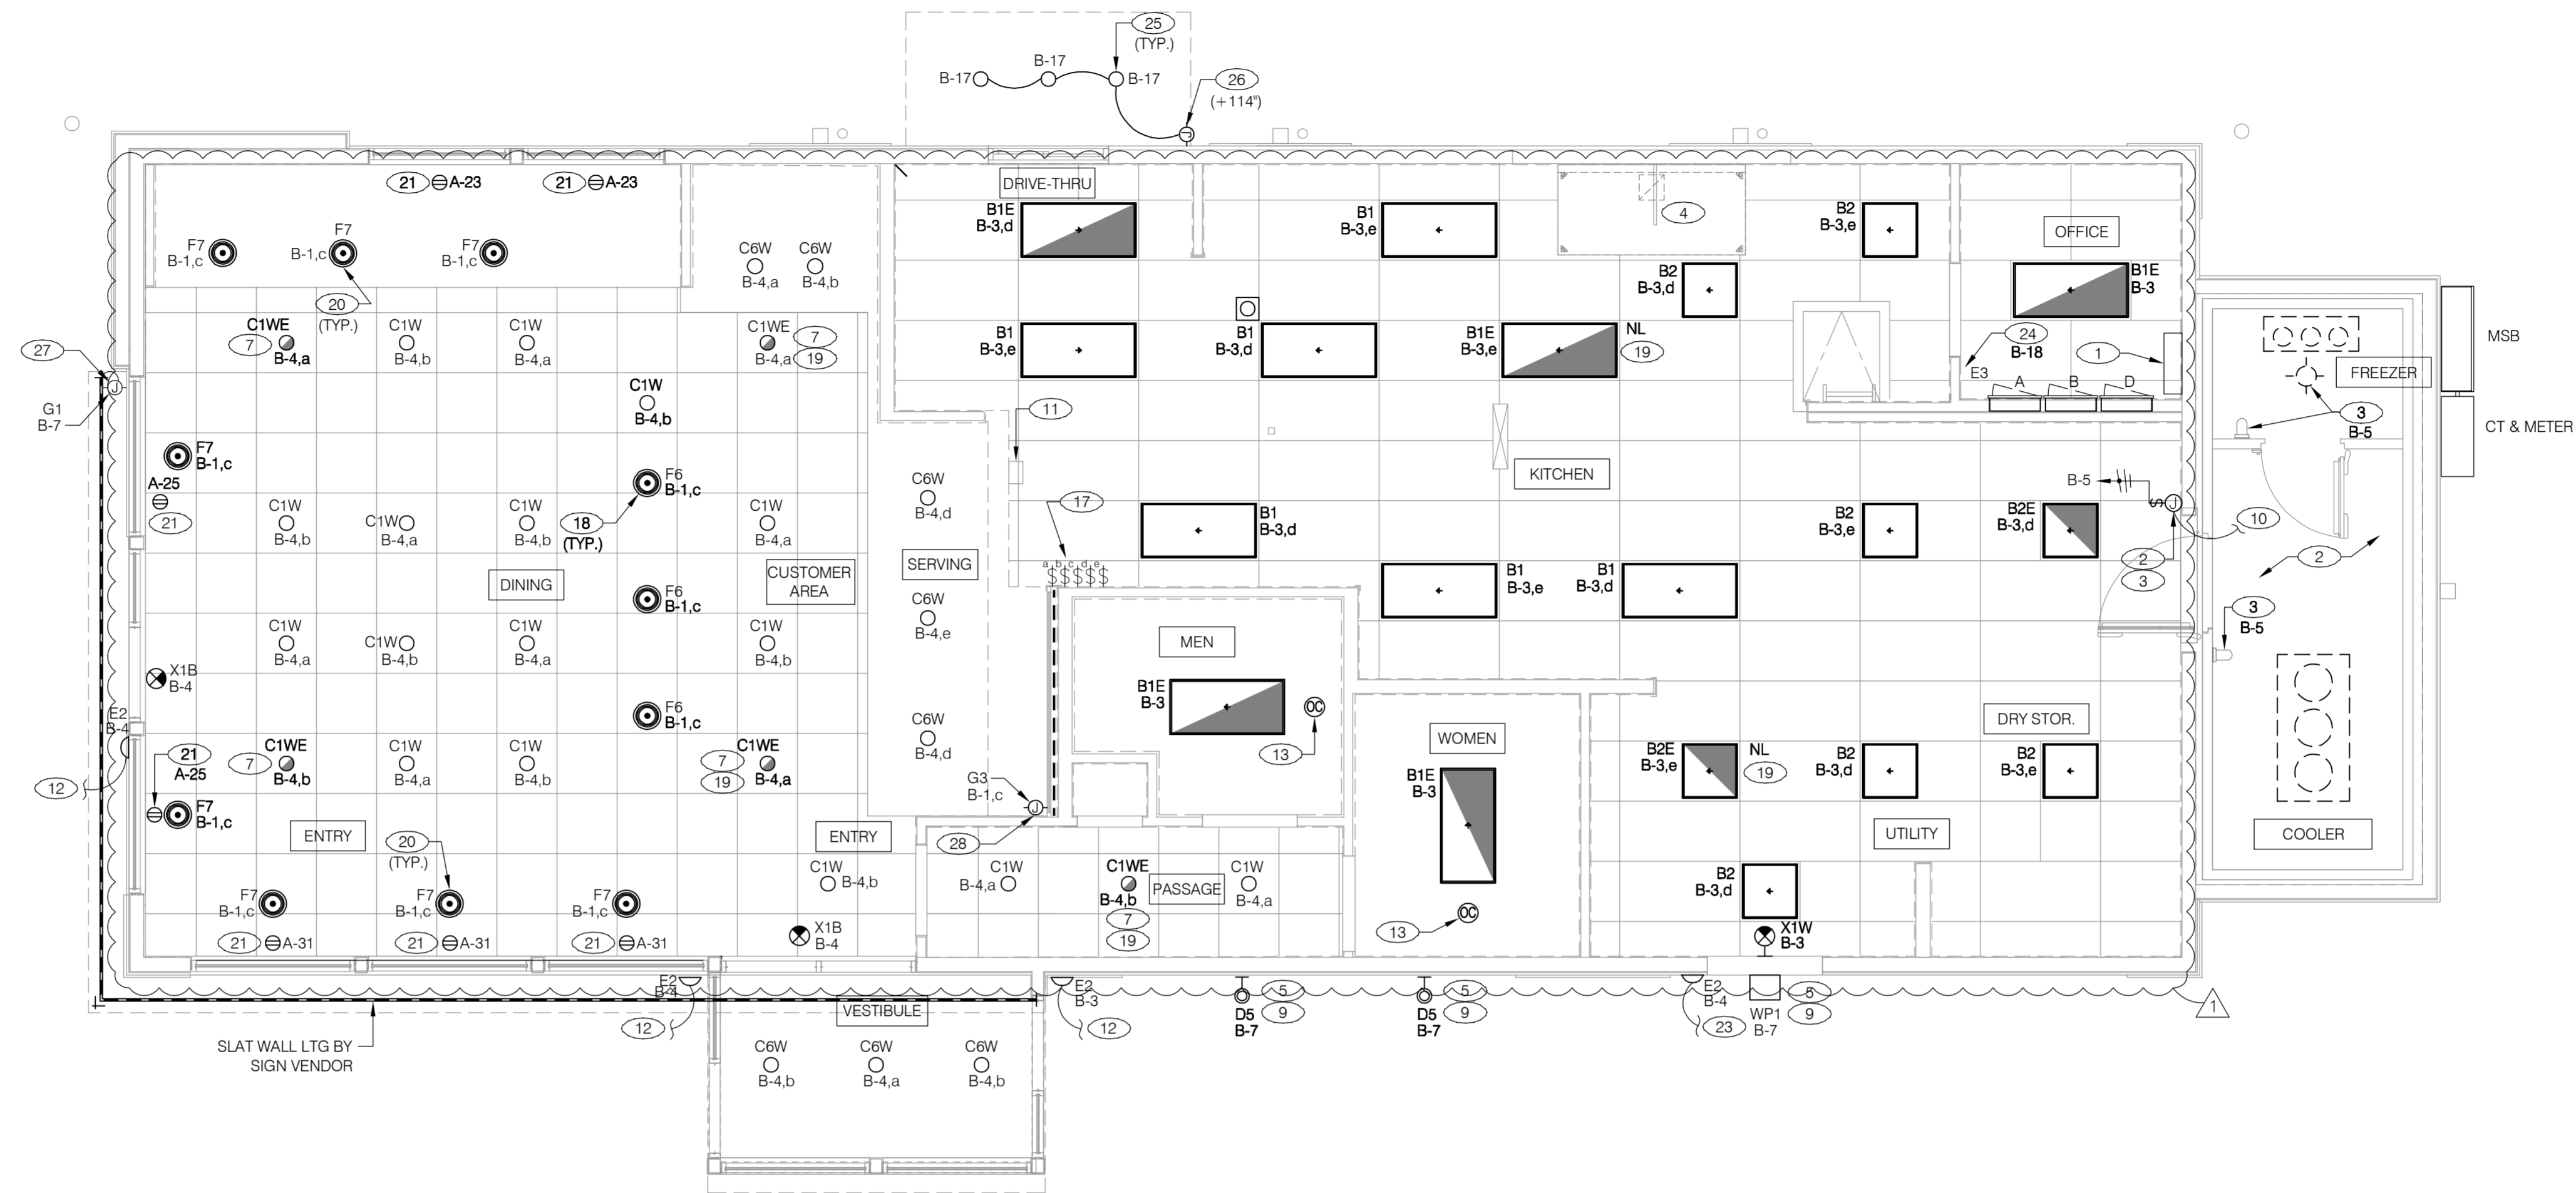 25
(TYP.)
B-17
B-17
B-17
26
(+114")
J
21
A-23
21
A-23
DRIVE-THRU
B1E
B-3,d
B1
B-3,e
4
B2
B-3,e
OFFICE
F7
B-1,c
F7
B-1,c
F7
B-1,c
C6W
B-4,a
C6W
B-4,b
B2
B-3,d
B1E
B-3
20
(TYP.)
C1WE
7
B-4,a
C1W
B-4,b
C1W
B-4,a
C1WE
B-4,a
7
19
B1
B-3,e
B1
B-3,d
B1E
B-3,e
NL
19
24
B-18
E3
1
A
B
D
MSB
FREEZER
27
J
G1
B-7
C1W
B-4,b
11
3
B-5
CT & METER
F7
B-1,c
A-25
21
F6
B-1,c
18
(TYP.)
C1W
B-4,b
C1W
B-4,a
C1W
B-4,b
C1W
B-4,a
C6W
B-4,d
17
KITCHEN
B1
B-3,d
B2
B-3,e
B2E
B-3,d
B-5
S
J
10
2
3
2
DINING
CUSTOMER
AREA
SERVING
a b c d e
$ $ $ $ $
F6
B-1,c
C6W
B-4,e
B1
B-3,e
B1
B-3,d
3
B-5
C1W
B-4,a
C1W
B-4,b
C1W
B-4,a
C1W
B-4,b
MEN
X1B
B-4
B1E
B-3
OC
13
E2
B-4
F6
B-1,c
C6W
B-4,d
WOMEN
DRY STOR.
12
21
A-25
C1WE
7
B-4,b
C1W
B-4,a
C1W
B-4,b
7
19
C1WE
B-4,a
G3
B-1,c
J
B1E
B-3
B2E
B-3,e
NL
19
B2
B-3,d
B2
B-3,e
F7
B-1,c
ENTRY
20
(TYP.)
ENTRY
28
UTILITY
COOLER
F7
B-1,c
F7
B-1,c
F7
B-1,c
C1W
B-4,b
C1W
B-4,a
C1WE
B-4,b
7
19
PASSAGE
C1W
B-4,a
OC
13
B2
B-3,d
21
A-31
21
A-31
21
A-31
X1B
B-4
X1W
B-3
E2
B-4
12
VESTIBULE
E2
B-3
12
5
9
D5
B-7
5
9
D5
B-7
E2
B-4
23
WP1
B-7
5
9
1
SLAT WALL LTG BY
SIGN VENDOR
C6W
B-4,b
C6W
B-4,a
C6W
B-4,b